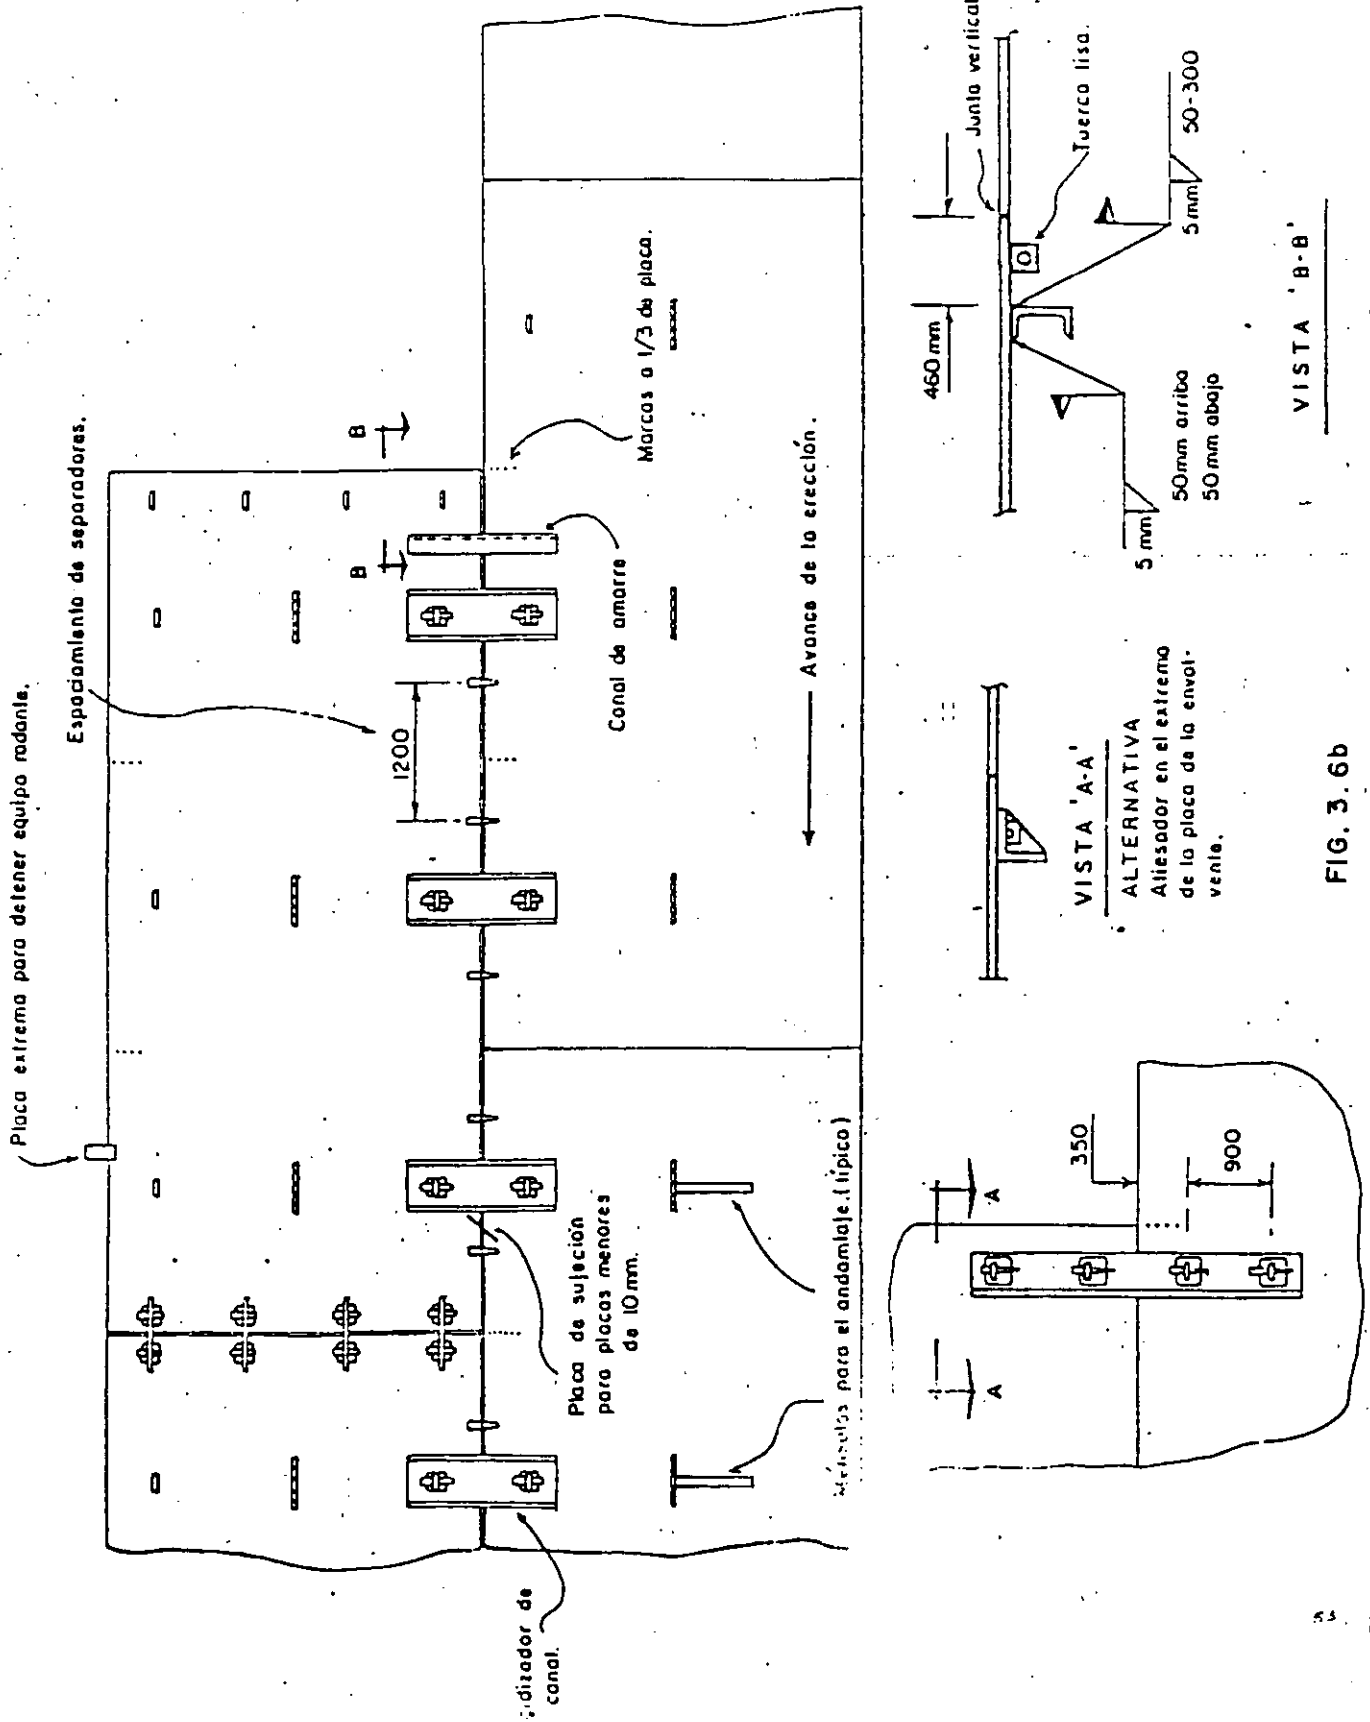 Placa extrema para detener equipo rodante.
Espaciamiento de separadores.
B
B
1200
Marcas a 1/3 de placa.
Canal de amarre
Placa de sujeción
para placas menores
de 10 mm.
canal.
Avance de la erección.
para el andamiaje.(típico)
A
A
350
900
VISTA 'A-A'
ALTERNATIVA
Atiesador en el extremo
de la placa de la envol-
vente.
460 mm
Junta vertical
Tuerca lisa.
5 mm
50-300
5 mm
50 mm arriba
50 mm abajo
VISTA 'B-B'
FIG. 3.6b
53